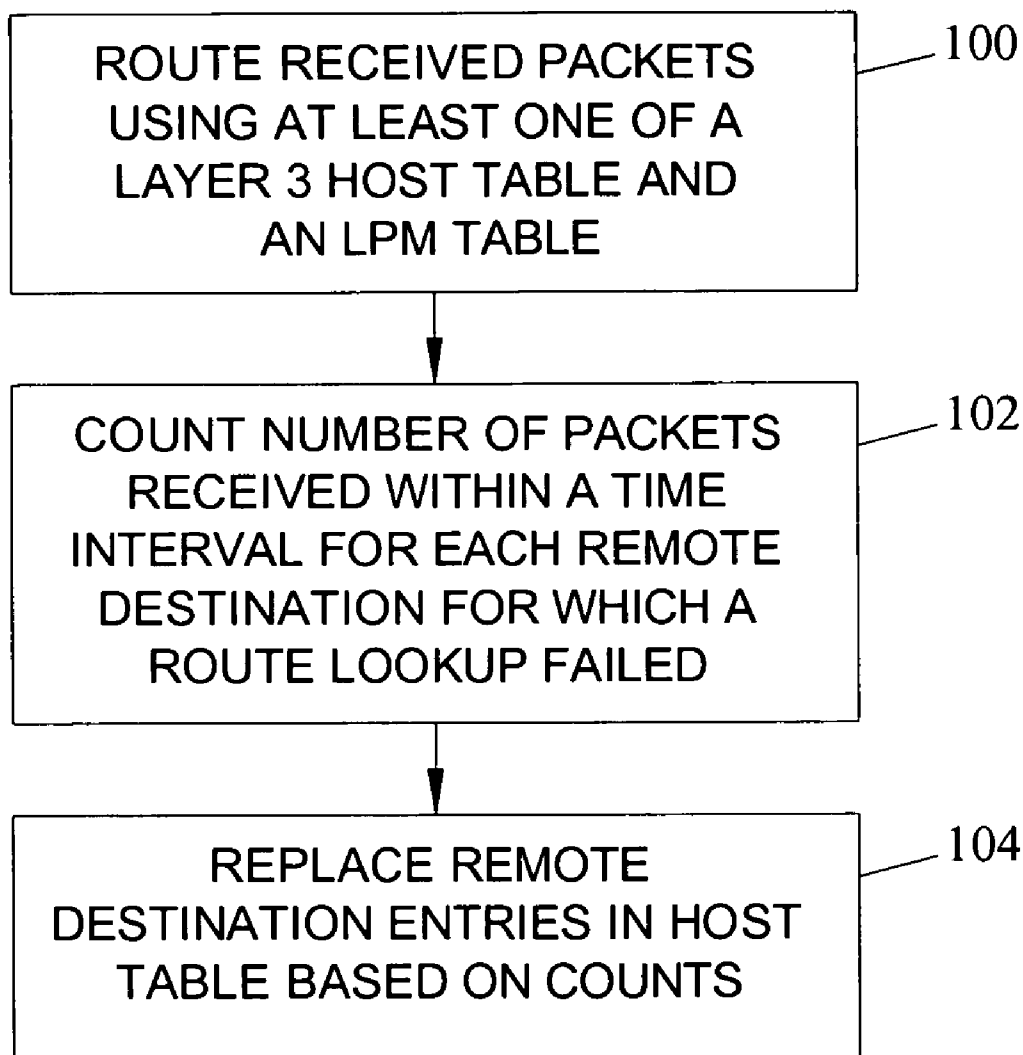 ROUTE RECEIVED PACKETS
USING AT LEAST ONE OF A
LAYER 3 HOST TABLE AND
AN LPM TABLE
100
COUNT NUMBER OF PACKETS
RECEIVED WITHIN A TIME
INTERVAL FOR EACH REMOTE
DESTINATION FOR WHICH A
ROUTE LOOKUP FAILED
102
REPLACE REMOTE
DESTINATION ENTRIES IN HOST
TABLE BASED ON COUNTS
104